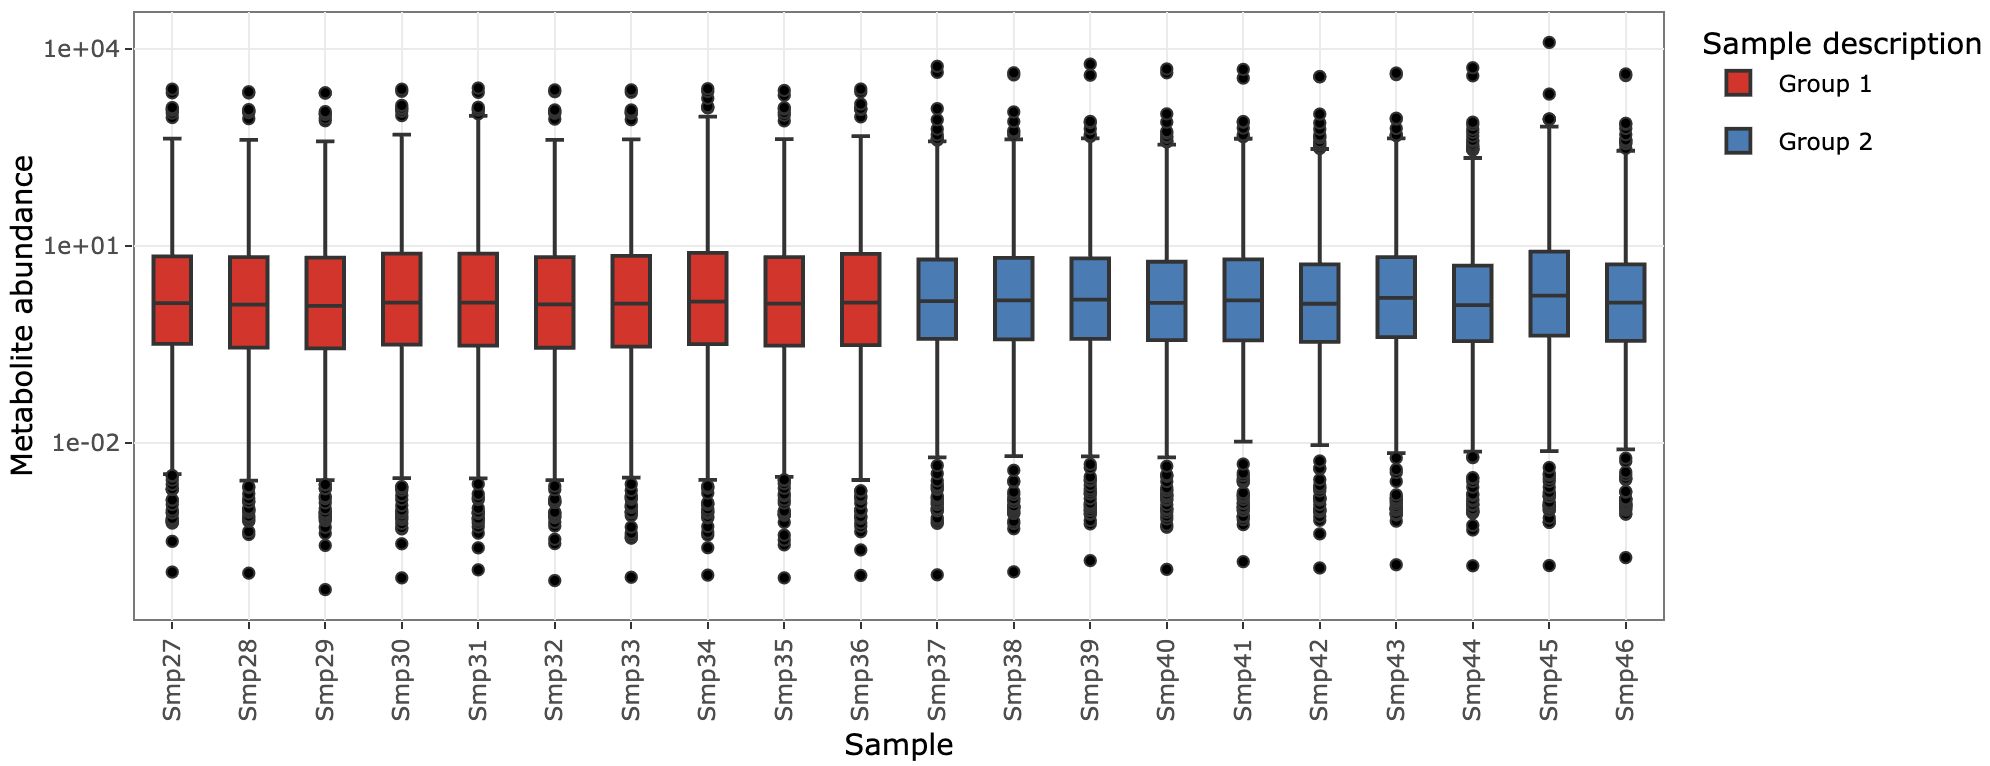 Metabolite abundance
1e+04
1e+01
1e-02
Smp27
Smp28
Smp29
Smp30
Smp31
Smp32
Smp33
Smp34
Smp35
Smp36
Smp37
Smp38
Smp39
Smp40
Smp41
Smp42
Smp43
Smp44
Smp45
Smp46
Sample
Sample description
Group 1
Group 2